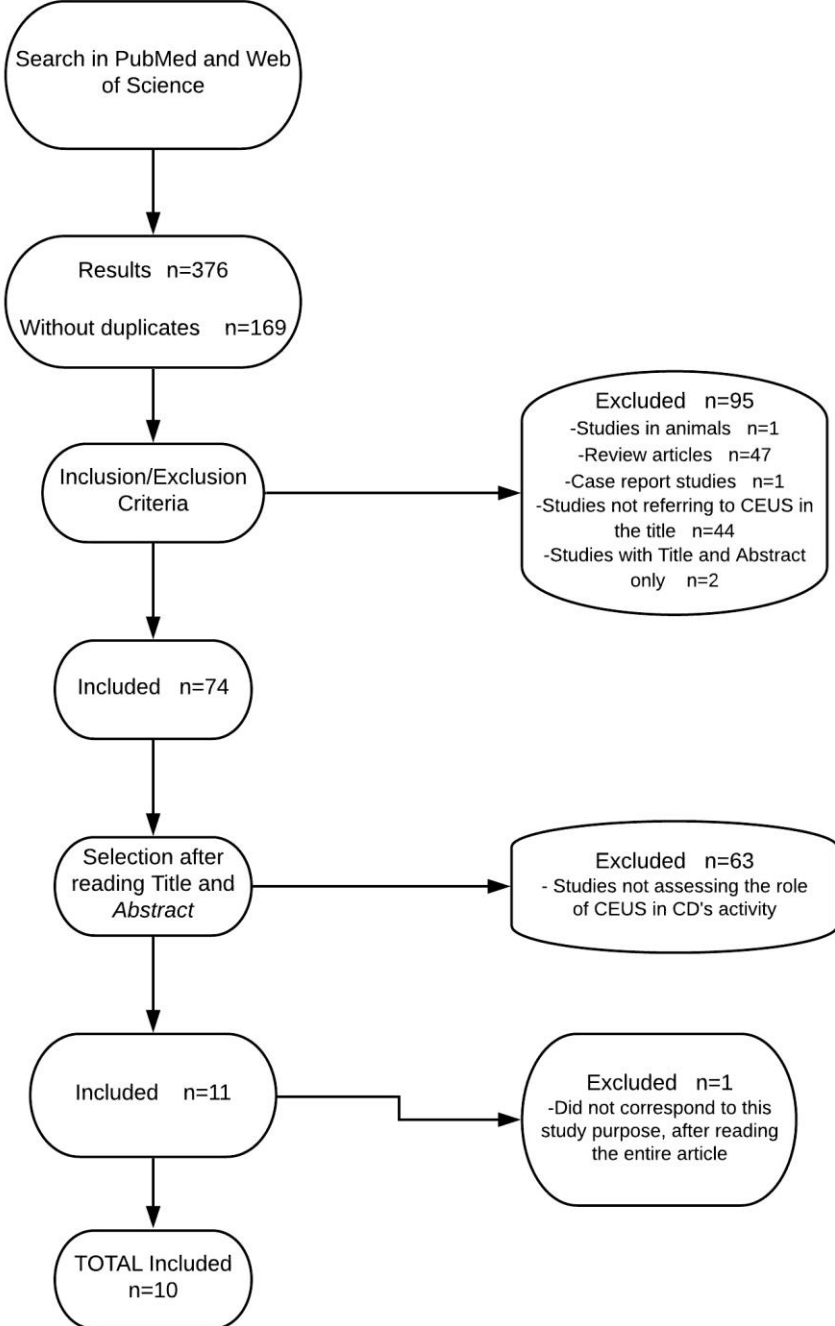 Search in PubMed and Web
of Science
Results n=376
Without duplicates n=169
Inclusion/Exclusion
Criteria
Excluded n=95
-Studies in animals n=1
-Review articles n=47
-Case report studies n=1
-Studies not referring to CEUS in
the title n=44
-Studies with Title and Abstract
only n=2
Included n=74
Selection after
reading Title and
Abstract
Excluded n=63
- Studies not assessing the role
of CEUS in CD's activity
Included n=11
Excluded n=1
-Did not correspond to this
study purpose, after reading
the entire article
TOTAL Included
n=10